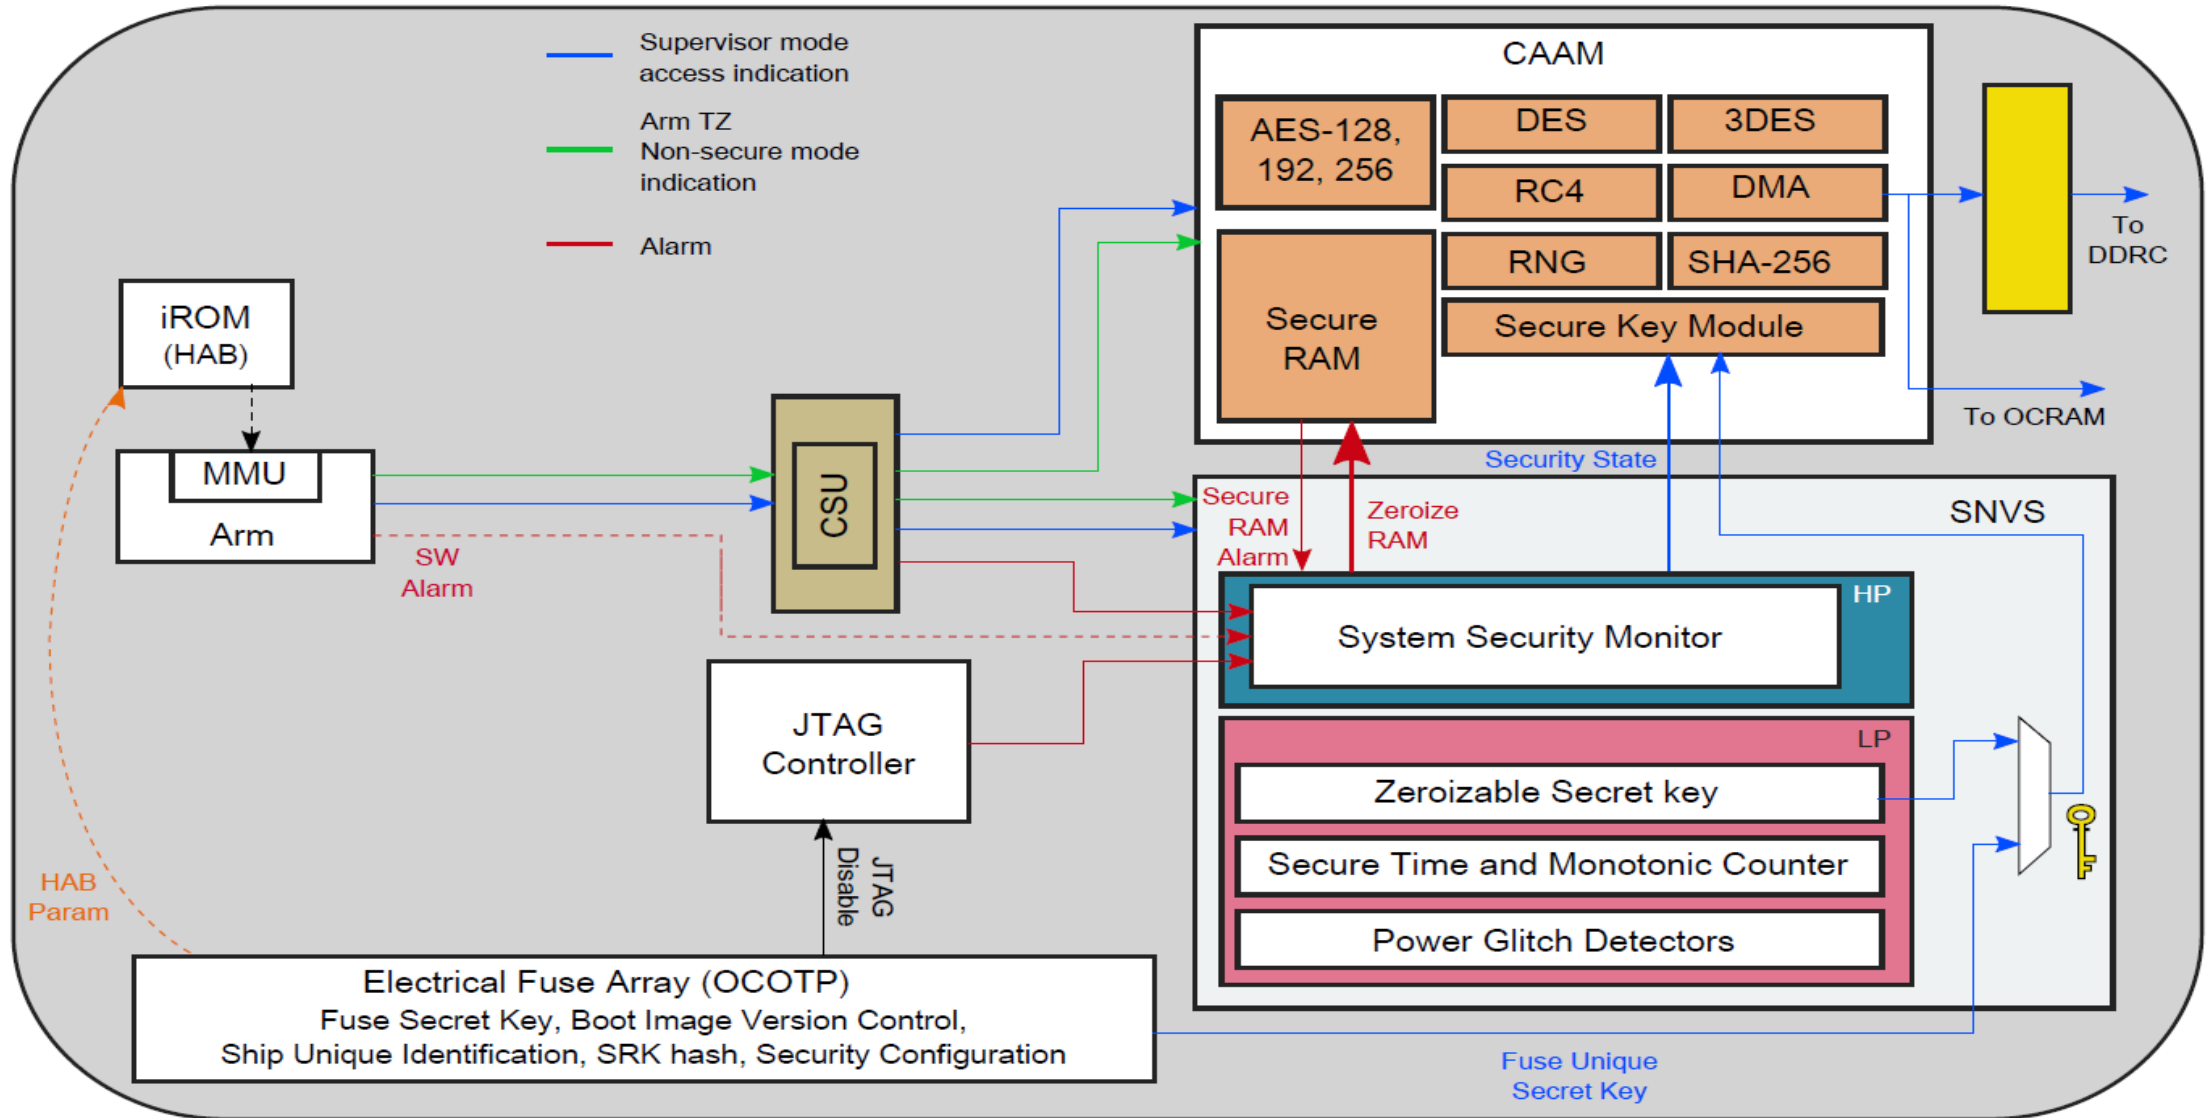 Supervisor mode
access indication
Arm TZ
Non-secure mode
indication
Alarm
CAAM
AES-128,
192, 256
DES
3DES
RC4
DMA
RNG
SHA-256
Secure Key Module
Secure
RAM
To
DDRC
To OCRAM
iROM
(HAB)
MMU
Arm
SW
Alarm
CSU
Security State
Secure
RAM
Alarm
Zeroize
RAM
SNVS
HP
System Security Monitor
JTAG
Controller
JTAG
Disable
LP
Zeroizable Secret key
Secure Time and Monotonic Counter
Power Glitch Detectors
HAB
Param
Electrical Fuse Array (OCOTP)
Fuse Secret Key, Boot Image Version Control,
Ship Unique Identification, SRK hash, Security Configuration
Fuse Unique
Secret Key